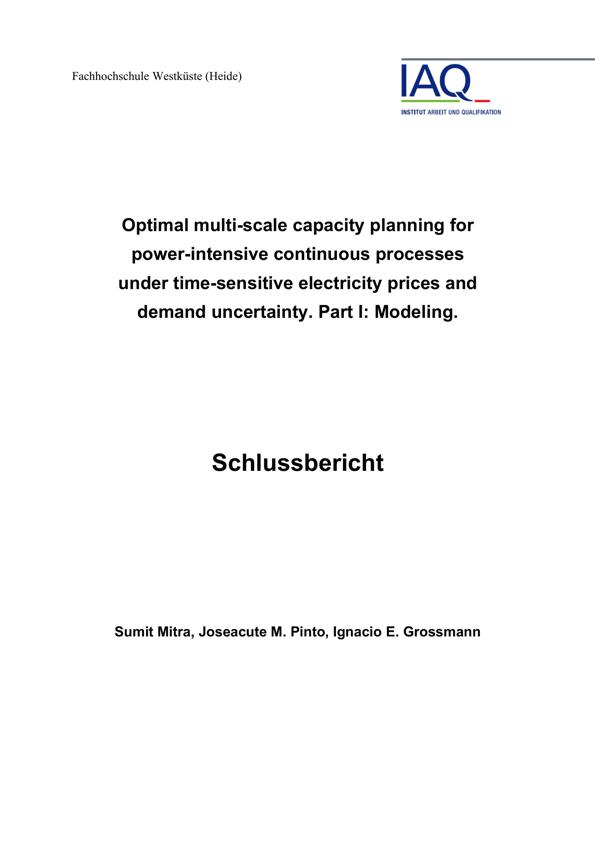 Fachhochschule Westküste (Heide)
IAQ
INSTITUT ARBEIT UND QUALIFIKATION
Optimal multi-scale capacity planning for
power-intensive continuous processes
under time-sensitive electricity prices and
demand uncertainty. Part I: Modeling.
Schlussbericht
Sumit Mitra, Joseacute M. Pinto, Ignacio E. Grossmann